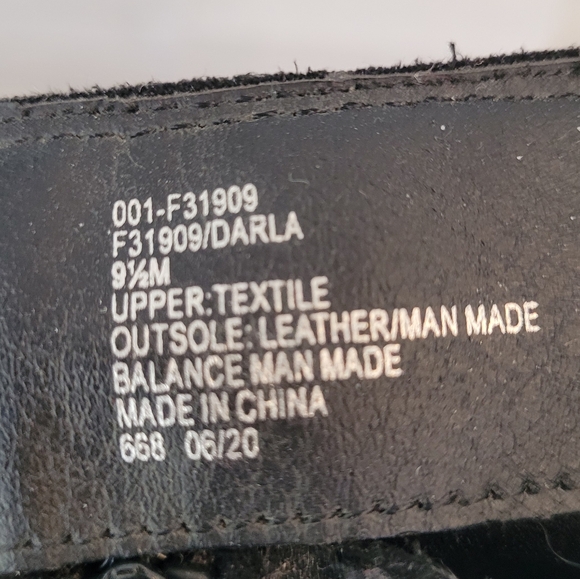 001-F31909
F31909/DARLA
9½M
UPPER:TEXTILE
OUTSOLE: LEATHER/MAN MADE
BALANCE MAN MADE
MADE IN CHINA
668 06/20